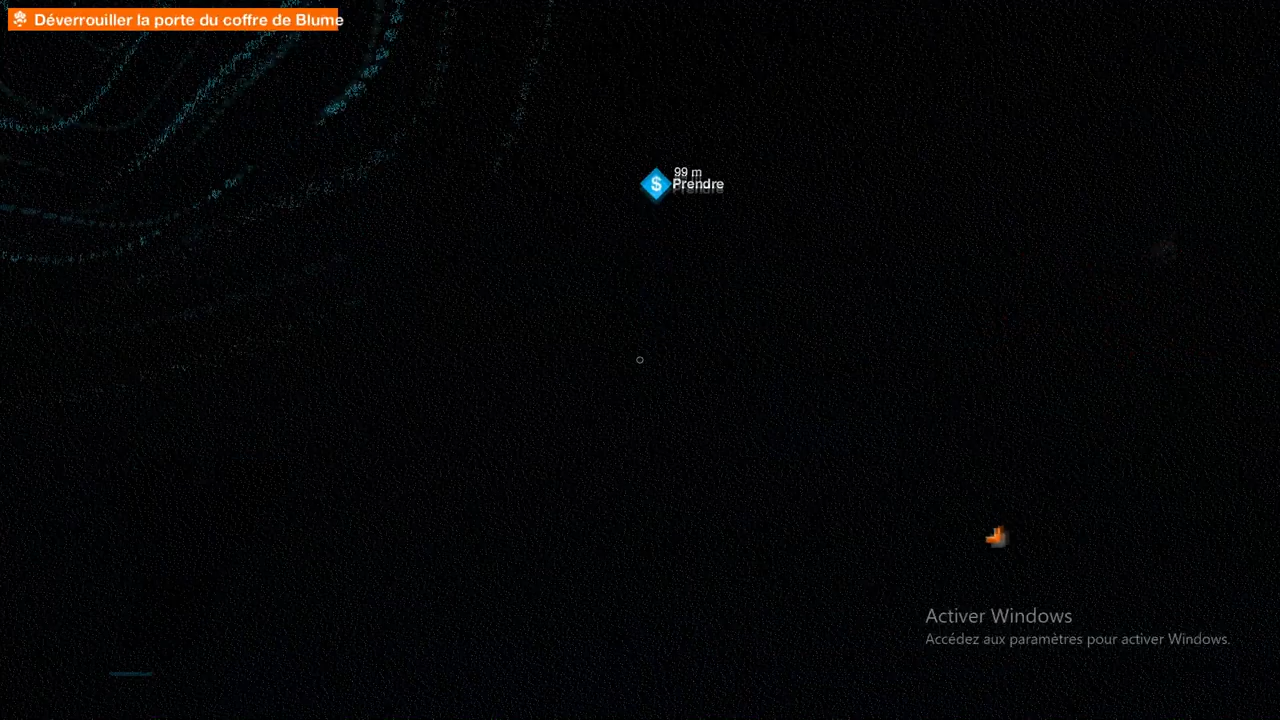 Déverrouiller la porte du coffre de Blume
99 m
$ Prendre
Activer Windows
Accédez aux paramètres pour activer Windows.